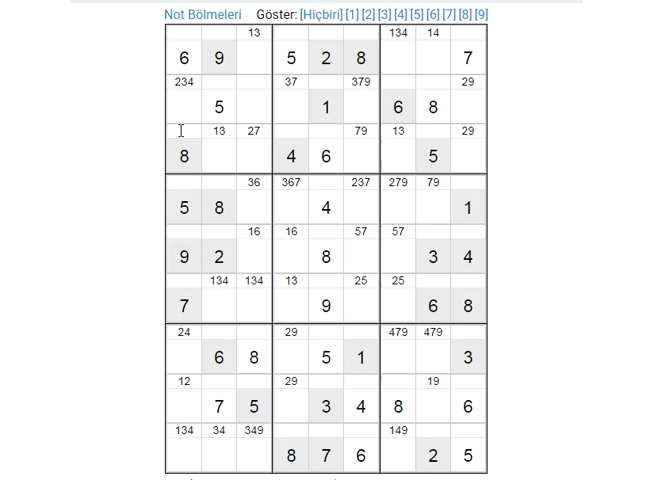 Not Bölmeleri Göster: [Hiçbiri] [1] [2] [3] [4] [5] [6] [7] [8] [9]
13 134 14
6 9 5 2 8 7
234 37 379 29
5 1 6 8
13 27 79 13 29
8 4 6 5
36 367 237 279 79
5 8 4 1
16 16 57 57
9 2 8 3 4
134 134 13 25 25
7 9 6 8
24 29 479 479
6 8 5 1 3
12 29 19
7 5 3 4 8 6
134 34 349 149
8 7 6 2 5